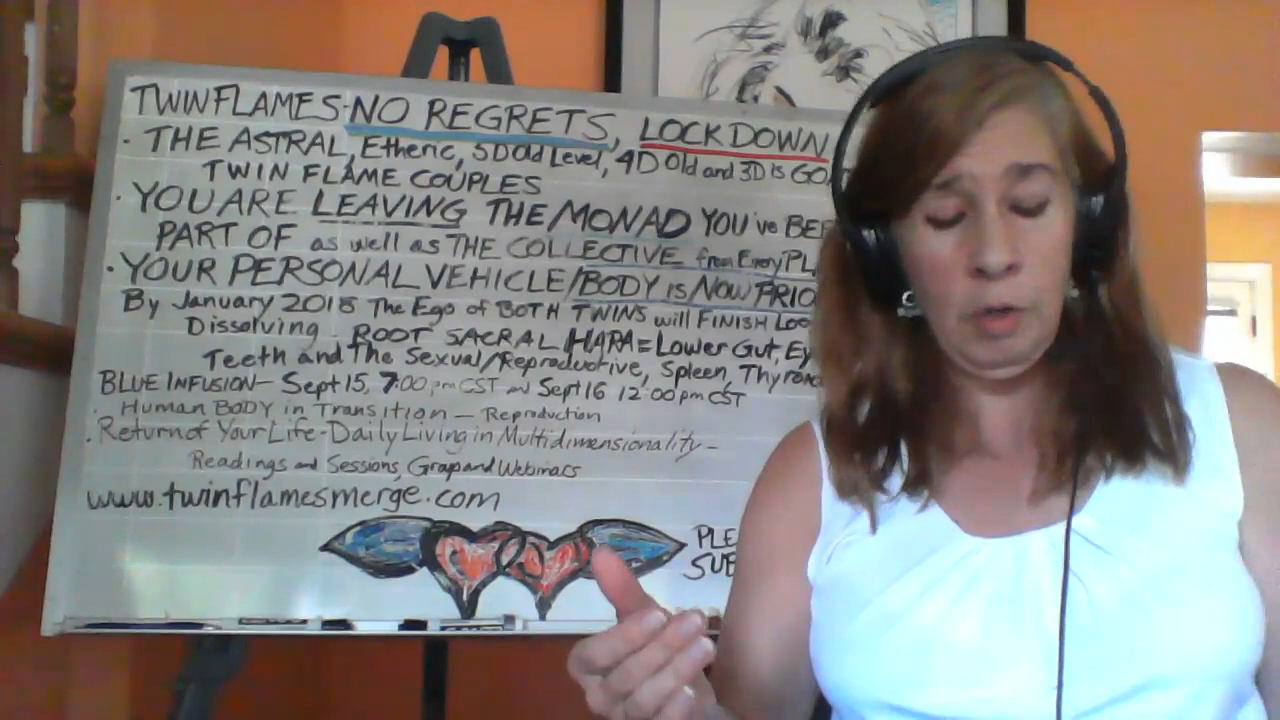 TWIN FLAMES-NO REGRETS, LOCKDOWN
· THE ASTRAL, Etheric, 5D Old Level, 4D Old and 3D is GO
TWIN FLAME COUPLES
· YOU ARE LEAVING THE MONAD YOU'VE BEE
PART OF as well as THE COLLECTIVE from Every PL
· YOUR PERSONAL VEHICLE/BODY is NOW PRIO
By January 2018 The Ego of BOTH TWINS will FINISH Loo
Dissolving. ROOT SACRAL HARA = Lower Gut, Ey
Teeth and The Sexual/Reproductive, Spleen, Thyroid
BLUE INFUSION- Sept 15, 7:00 pm CST and Sept 16 12:00 pm CST
· Human BODY in Transition - Reproduction
· Return of Your Life-Daily Living in Multidimensionality -
Readings and Sessions, Group and Webinars
www.twinflamesmerge.com
PLE
SUB